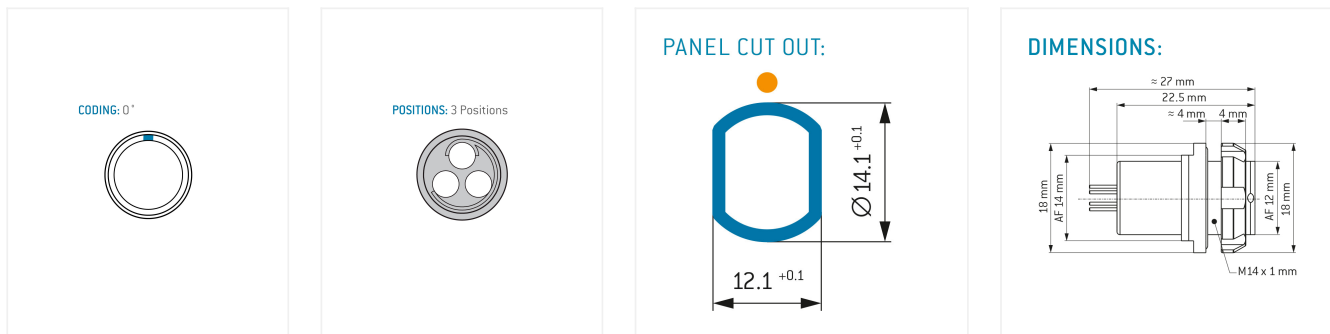 CODING: 0°
POSITIONS: 3 Positions
PANEL CUT OUT:
Ø14.1 +0.1
12.1 +0.1
DIMENSIONS:
≈ 27 mm
22.5 mm
≈ 4 mm 4 mm
18 mm
AF 14 mm
AF 12 mm
18 mm
M14 x 1 mm